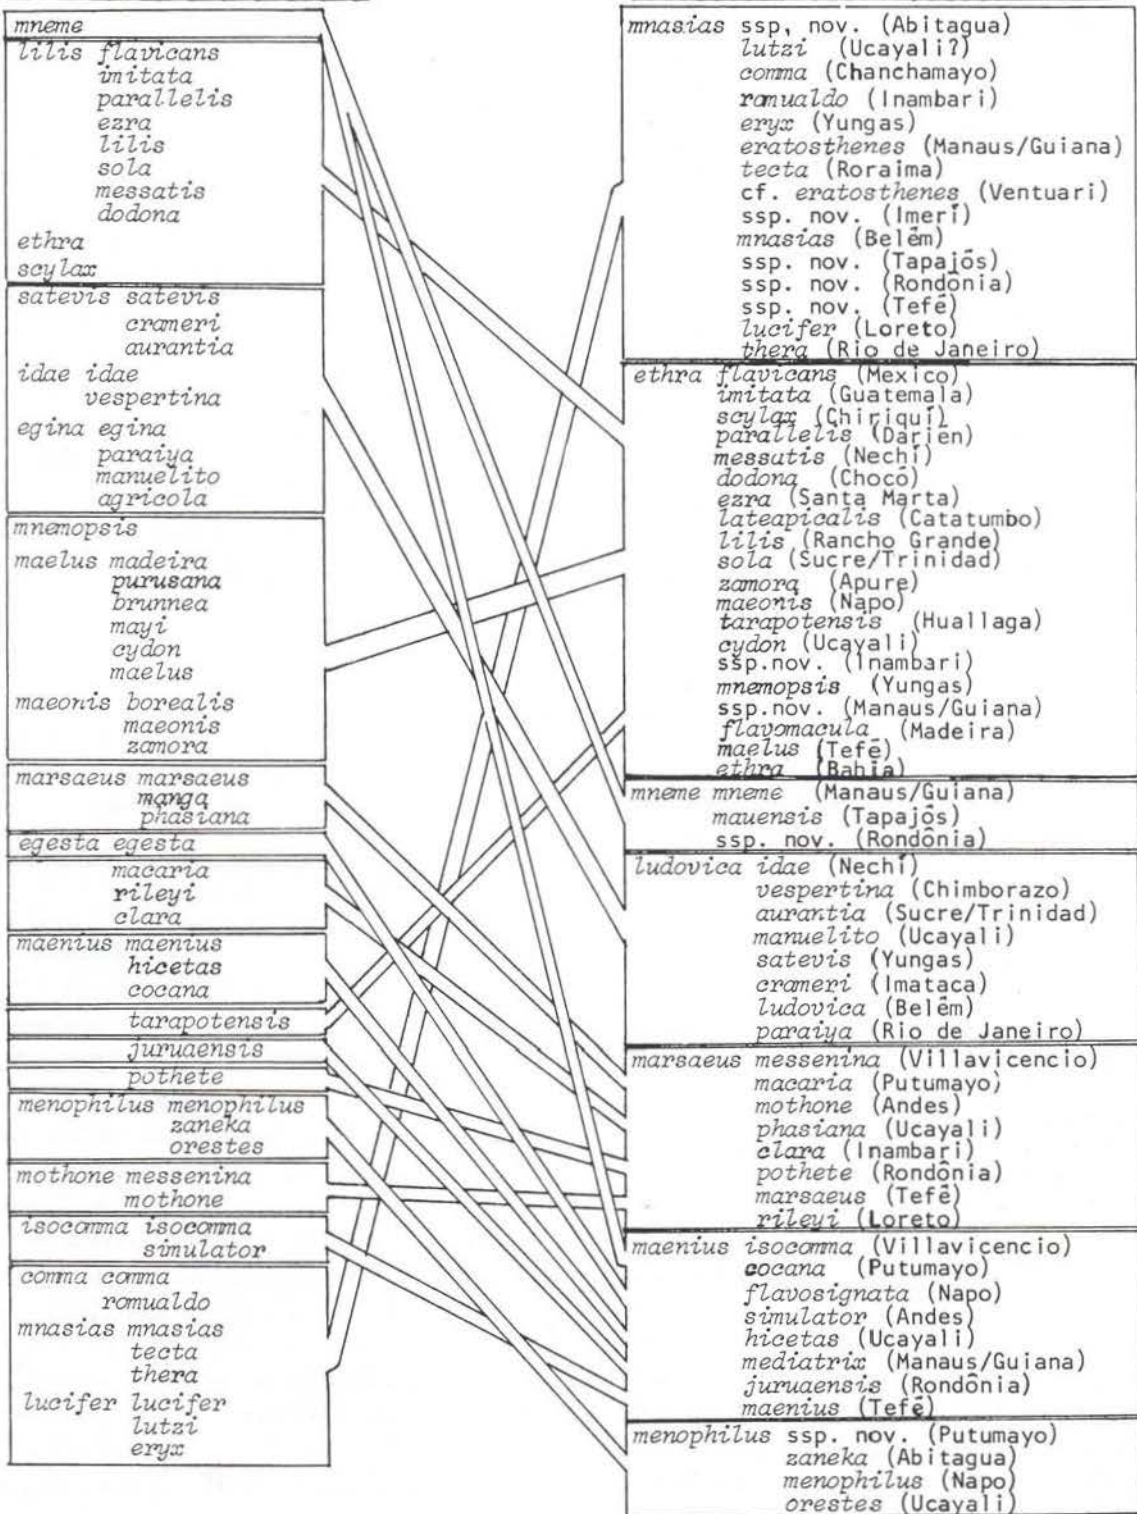 mneme
lilis flavicans
imitata
parallelis
ezra
lilis
sola
messatis
dodona
ethra
scylax
satevis satevis
crameri
aurantia
idae idae
vespertina
egina egina
paraiya
manuelito
agricola
mnemopsis
maelus madeira
purusana
brunnea
mayi
cydon
maelus
maeonis borealis
maeonis
zamora
marsaeus marsaeus
manga
phasiana
egesta egesta
macaria
rileyi
clara
maenius maenius
hicetas
cocana
tarapotensis
juruaensis
pothete
menophilus menophilus
zaneka
orestes
mothone messenina
mothone
isocomma isocomma
simulator
comma comma
romualdo
mnasias mnasias
tecta
thera
lucifer lucifer
lutzi
eryx
mnasias ssp, nov. (Abitagua)
lutzi (Ucayali?)
comma (Chanchamayo)
romualdo (Inambari)
eryx (Yungas)
eratosthenes (Manaus/Guiana)
tecta (Roraima)
cf. eratosthenes (Ventuari)
ssp. nov. (Imerí)
mnasias (Belêm)
ssp. nov. (Tapajôs)
ssp. nov. (Rondônia)
ssp. nov. (Tefê)
lucifer (Loreto)
thera (Rio de Janeiro)
ethra flavicans (Mexico)
imitata (Guatemala)
scylax (Chiriquí)
parallelis (Darien)
messatis (Nechí)
dodona (Chocô)
ezra (Santa Marta)
lateapicalis (Catatumbo)
lilis (Rancho Grande)
sola (Sucre/Trinidad)
zamora (Apure)
maeonis (Napo)
tarapotensis (Huallaga)
cydon (Ucayali)
ssp.nov. (Inambari)
mnemopsis (Yungas)
ssp.nov. (Manaus/Guiana)
flavomacula (Madeira)
maelus (Tefê)
ethra (Bahia)
mneme mneme (Manaus/Guiana)
mauensis (Tapajôs)
ssp. nov. (Rondônia)
ludovica idae (Nechí)
vespertina (Chimborazo)
aurantia (Sucre/Trinidad)
manuelito (Ucayali)
satevis (Yungas)
crameri (Imataca)
ludovica (Belêm)
paraiya (Rio de Janeiro)
marsaeus messenina (Villavicencio)
macaria (Putumayo)
mothone (Andes)
phasiana (Ucayali)
clara (Inambari)
pothete (Rondônia)
marsaeus (Tefê)
rileyi (Loreto)
maenius isocomma (Villavicencio)
cocana (Putumayo)
flavosignata (Napo)
simulator (Andes)
hicetas (Ucayali)
mediatrix (Manaus/Guiana)
juruaensis (Rondônia)
maenius (Tefê)
menophilus ssp. nov. (Putumayo)
zaneka (Abitagua)
menophilus (Napo)
orestes (Ucayali)